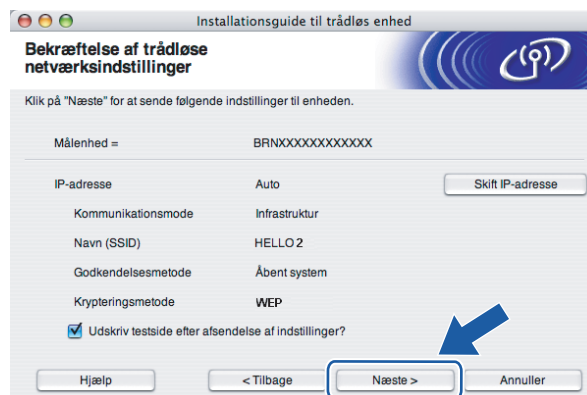 Installationsguide til trådløs enhed
Bekræftelse af trådløse
netværksindstillinger
Klik på "Næste" for at sende følgende indstillinger til enheden.
Målenhed = BRNXXXXXXXXXXXX
IP-adresse Auto Skift IP-adresse
Kommunikationsmode Infrastruktur
Navn (SSID) HELLO 2
Godkendelsesmetode Åbent system
Krypteringsmetode WEP
Udskriv testside efter afsendelse af indstillinger?
Hjælp < Tilbage Næste > Annuller